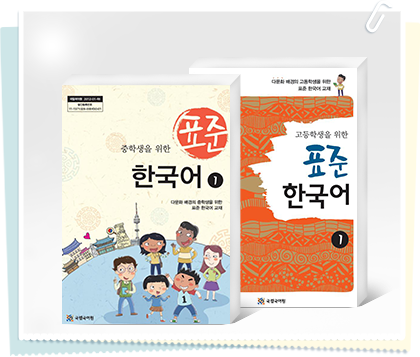 중학생을 위한
표준
한국어 1
다문화 배경의 중학생을 위한
표준 한국어 교재
국립국어원
다문화 배경의 고등학생을 위한
표준 한국어 교재
고등학생을 위한
표준
한국어
1
국립국어원